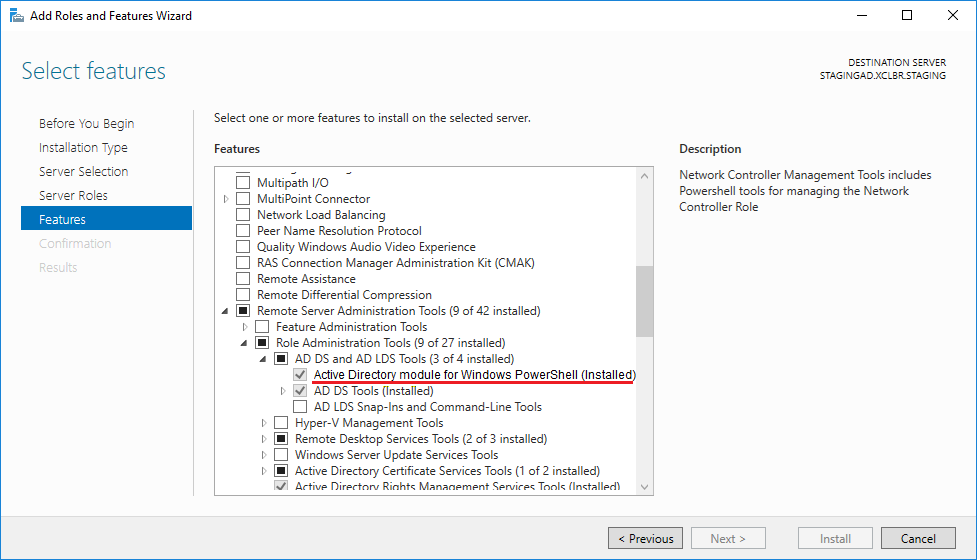 Add Roles and Features Wizard
Select features
DESTINATION SERVER
STAGINGAD.XCLBR.STAGING
Before You Begin
Installation Type
Server Selection
Server Roles
Features
Confirmation
Results
Select one or more features to install on the selected server.
Features
Multipath I/O
MultiPoint Connector
Network Load Balancing
Peer Name Resolution Protocol
Quality Windows Audio Video Experience
RAS Connection Manager Administration Kit (CMAK)
Remote Assistance
Remote Differential Compression
Remote Server Administration Tools (9 of 42 installed)
Feature Administration Tools
Role Administration Tools (9 of 27 installed)
AD DS and AD LDS Tools (3 of 4 installed)
Active Directory module for Windows PowerShell (Installed)
AD DS Tools (Installed)
AD LDS Snap-Ins and Command-Line Tools
Hyper-V Management Tools
Remote Desktop Services Tools (2 of 3 installed)
Windows Server Update Services Tools
Active Directory Certificate Services Tools (1 of 2 installed)
Active Directory Rights Management Services Tools (Installed)
Description
Network Controller Management Tools includes
Powershell tools for managing the Network
Controller Role
< Previous
Next >
Install
Cancel